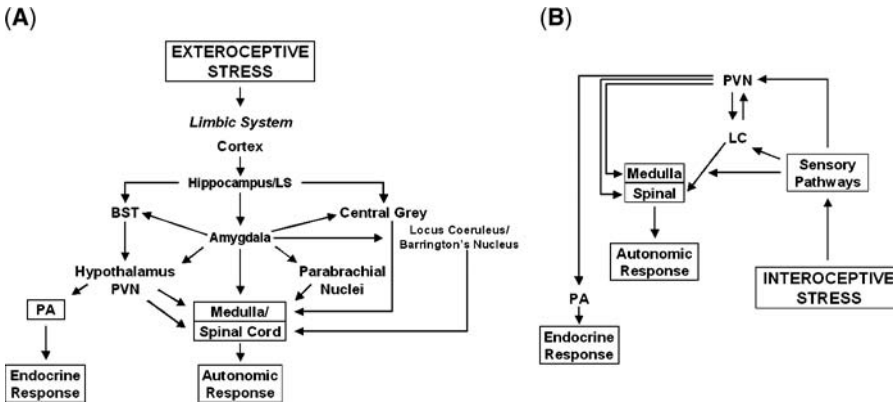 (A)
EXTEROCEPTIVE
STRESS
Limbic System
Cortex
Hippocampus/LS
BST
Central Grey
Amygdala
Locus Coeruleus/
Barrington's Nucleus
Hypothalamus
PVN
Parabrachial
Nuclei
PA
Medulla/
Spinal Cord
Endocrine
Response
Autonomic
Response
(B)
PVN
LC
Medulla
Spinal
Sensory
Pathways
Autonomic
Response
INTEROCEPTIVE
STRESS
PA
Endocrine
Response